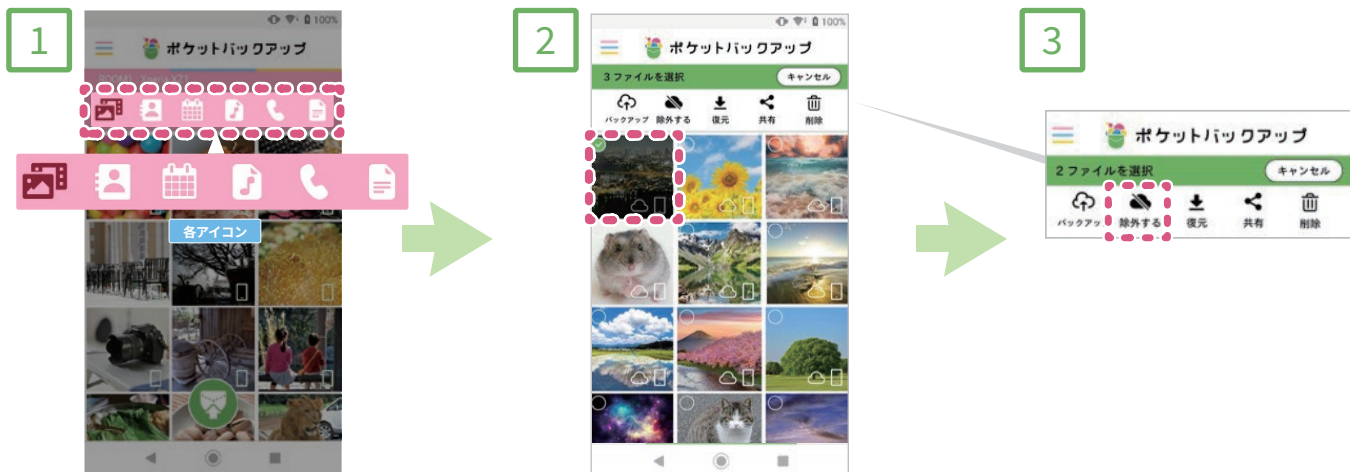 1
100%
ポケットバックアップ
ROOM1 Xperia XZ1
各アイコン
2
100%
ポケットバックアップ
3ファイルを選択
キャンセル
バックアップ 除外する 復元 共有 削除
3
ポケットバックアップ
2ファイルを選択
キャンセル
バックアッ 除外する 復元 共有 削除